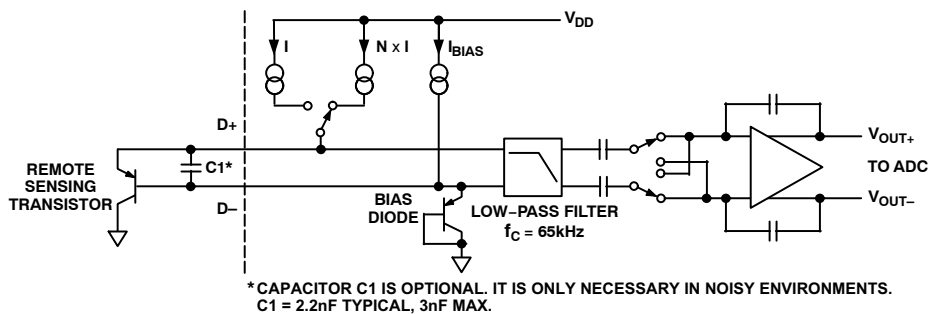 V_DD
I
N x I
I_BIAS
D+
REMOTE
SENSING
TRANSISTOR
C1*
D−
BIAS
DIODE
LOW−PASS FILTER
f_C = 65kHz
V_OUT+
TO ADC
V_OUT−
* CAPACITOR C1 IS OPTIONAL. IT IS ONLY NECESSARY IN NOISY ENVIRONMENTS.
C1 = 2.2nF TYPICAL, 3nF MAX.